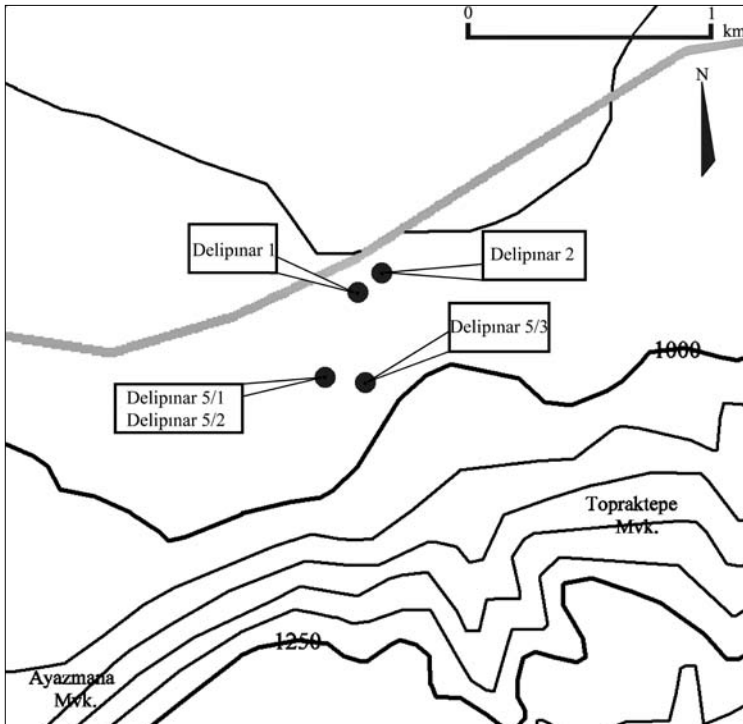 0 1
km
N
Delipınar 1
Delipınar 2
Delipınar 5/3
1000
Delipınar 5/1
Delipınar 5/2
Topraktepe
Mvk.
1250
Ayazmana
Mvk.